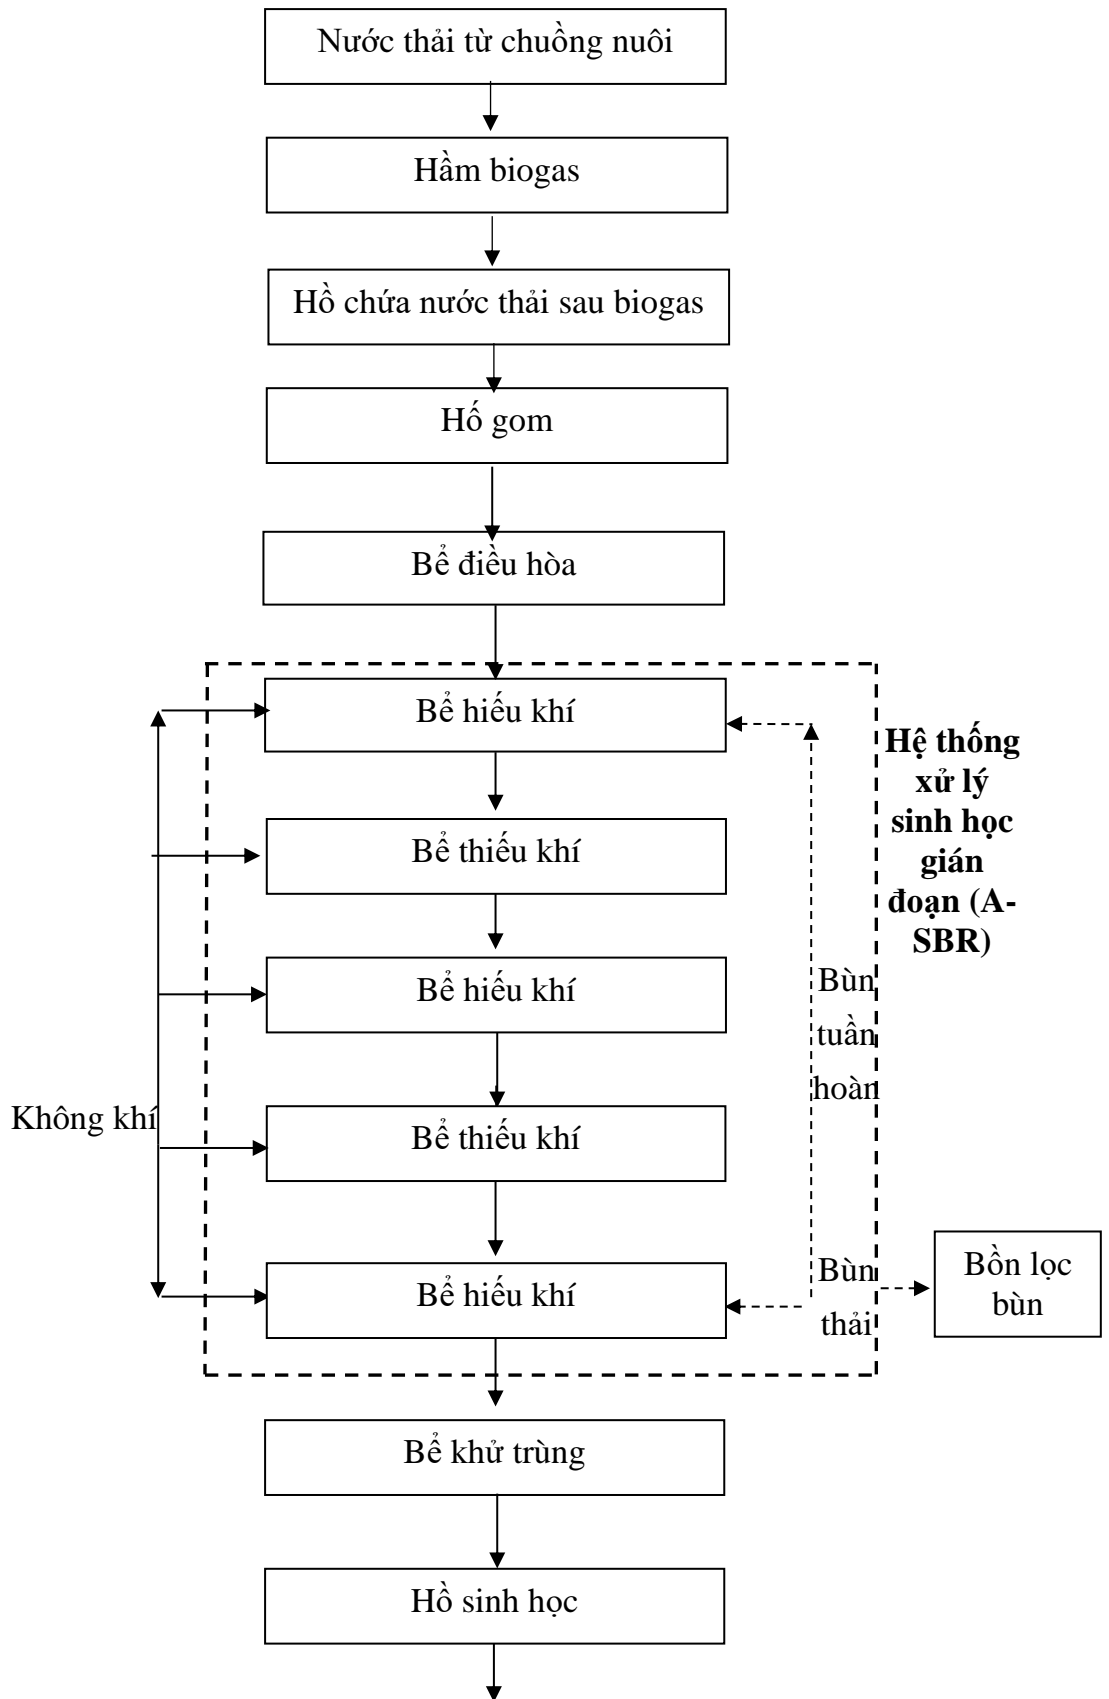 Nước thải từ chuồng nuôi
Hầm biogas
Hồ chứa nước thải sau biogas
Hố gom
Bể điều hòa
Bể hiếu khí
Hệ thống
xử lý
sinh học
gián
đoạn (A-
SBR)
Bể thiếu khí
Bể hiếu khí
Bùn
tuần
hoàn
Không khí
Bể thiếu khí
Bể hiếu khí
Bùn
thải
Bồn lọc
bùn
Bể khử trùng
Hồ sinh học